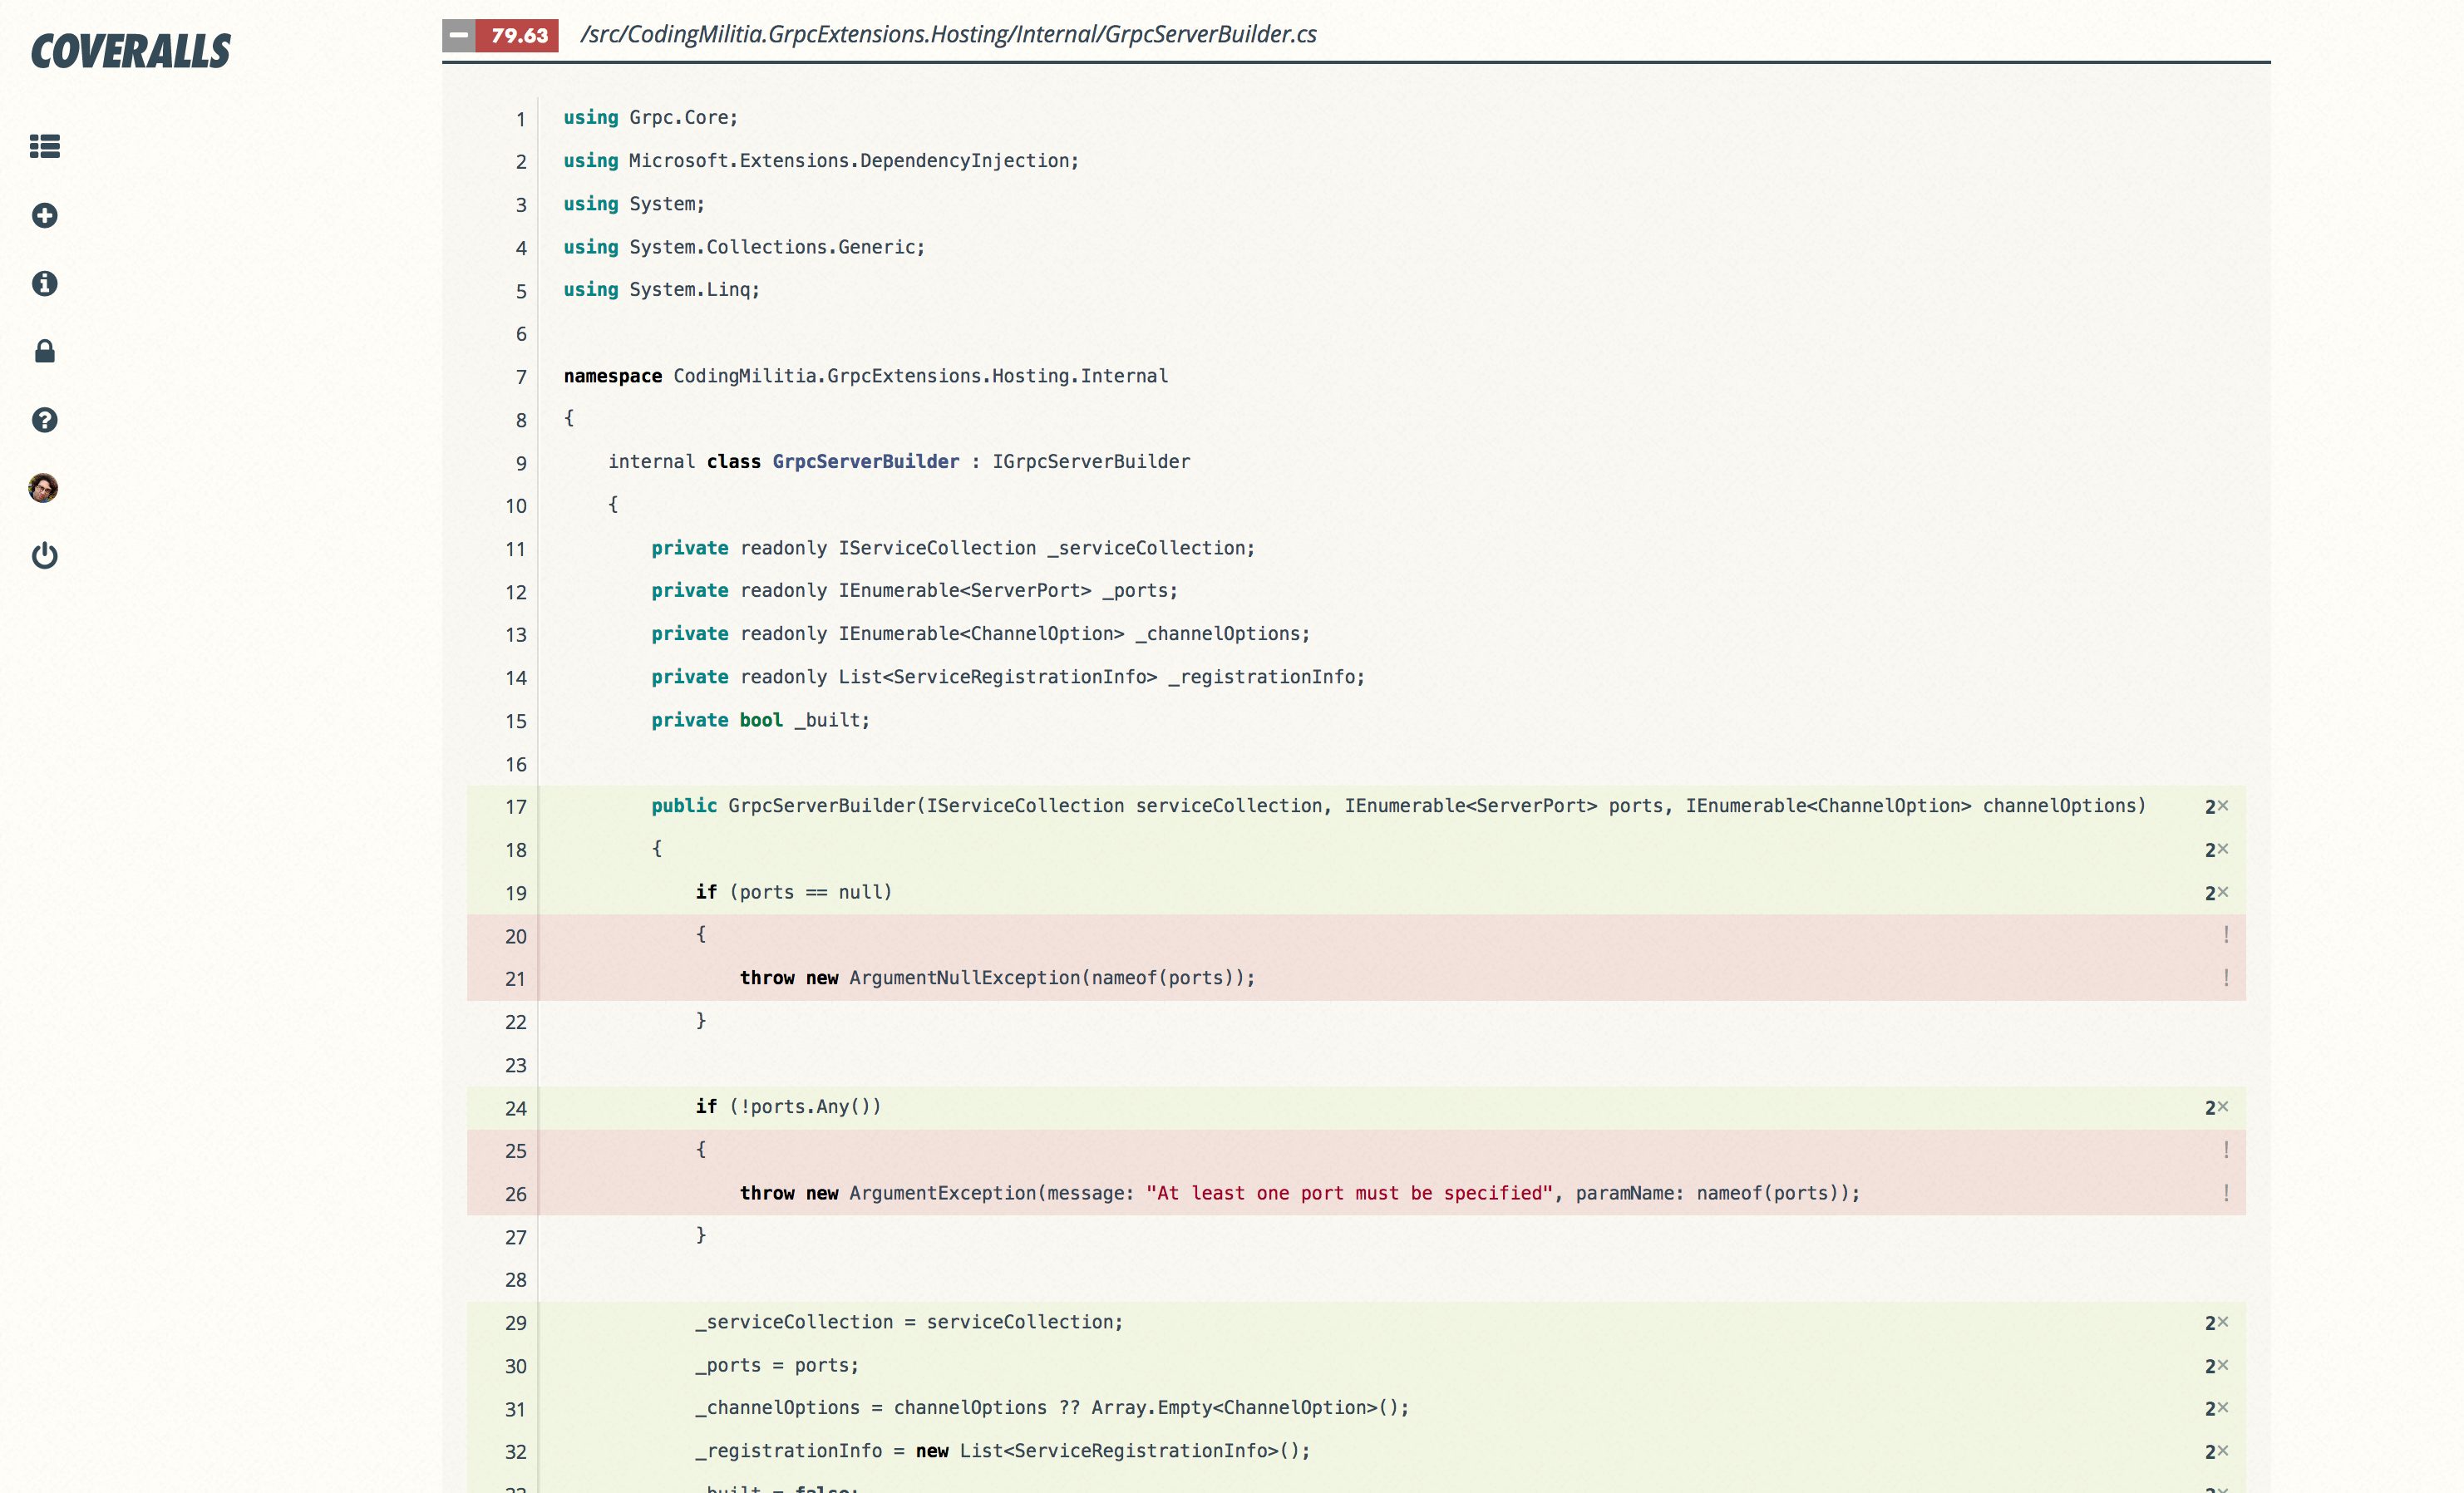 COVERALLS
79.63 /src/CodingMilitia.GrpcExtensions.Hosting/Internal/GrpcServerBuilder.cs
1 using Grpc.Core;
2 using Microsoft.Extensions.DependencyInjection;
3 using System;
4 using System.Collections.Generic;
5 using System.Linq;
6
7 namespace CodingMilitia.GrpcExtensions.Hosting.Internal
8 {
9 internal class GrpcServerBuilder : IGrpcServerBuilder
10 {
11 private readonly IServiceCollection _serviceCollection;
12 private readonly IEnumerable<ServerPort> _ports;
13 private readonly IEnumerable<ChannelOption> _channelOptions;
14 private readonly List<ServiceRegistrationInfo> _registrationInfo;
15 private bool _built;
16
17 public GrpcServerBuilder(IServiceCollection serviceCollection, IEnumerable<ServerPort> ports, IEnumerable<ChannelOption> channelOptions) 2×
18 { 2×
19 if (ports == null) 2×
20 { !
21 throw new ArgumentNullException(nameof(ports)); !
22 }
23
24 if (!ports.Any()) 2×
25 { !
26 throw new ArgumentException(message: "At least one port must be specified", paramName: nameof(ports)); !
27 }
28
29 _serviceCollection = serviceCollection; 2×
30 _ports = ports; 2×
31 _channelOptions = channelOptions ?? Array.Empty<ChannelOption>(); 2×
32 _registrationInfo = new List<ServiceRegistrationInfo>(); 2×
33 _built = false; 2×